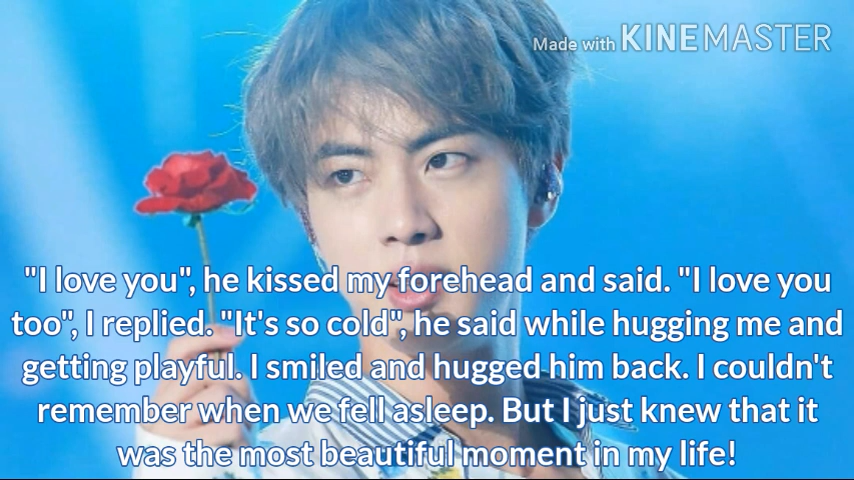 Made with KINEMASTER
"I love you", he kissed my forehead and said. "I love you
too", I replied. "It's so cold", he said while hugging me and
getting playful. I smiled and hugged him back. I couldn't
remember when we fell asleep. But I just knew that it
was the most beautiful moment in my life!